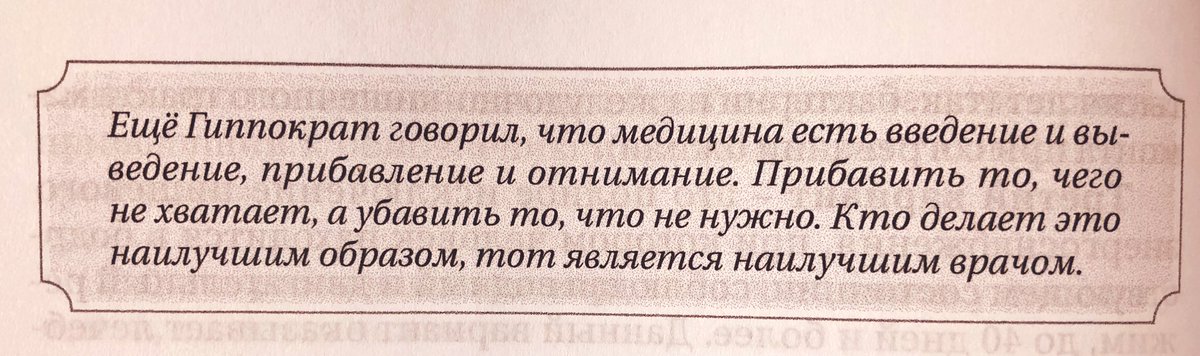 Ещё Гиппократ говорил, что медицина есть введение и вы-
ведение, прибавление и отнимание. Прибавить то, чего
не хватает, а убавить то, что не нужно. Кто делает это
наилучшим образом, тот является наилучшим врачом.